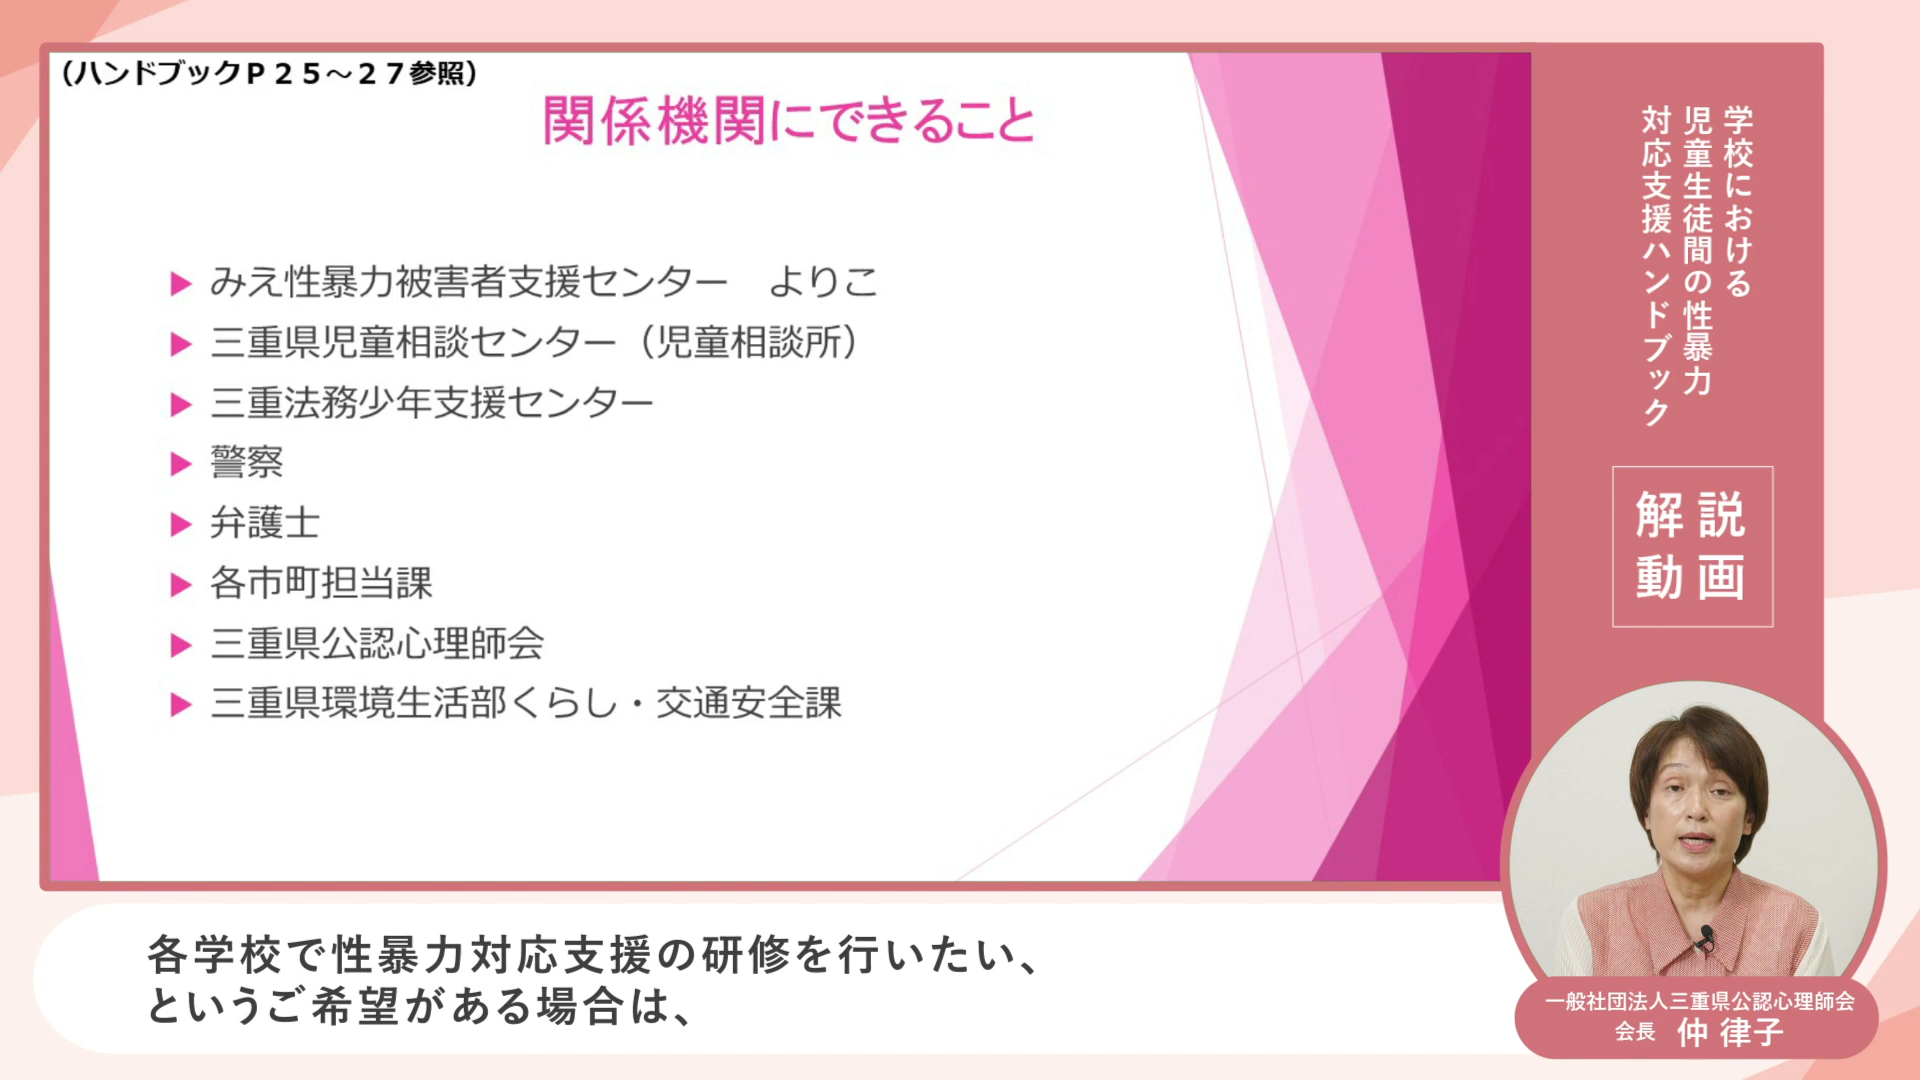 （ハンドブックＰ２５～２７参照）
関係機関にできること
みえ性暴力被害者支援センター　よりこ
三重県児童相談センター（児童相談所）
三重法務少年支援センター
警察
弁護士
各市町担当課
三重県公認心理師会
三重県環境生活部くらし・交通安全課
学校における
児童生徒間の性暴力
対応支援ハンドブック
解説
動画
各学校で性暴力対応支援の研修を行いたい、
というご希望がある場合は、
一般社団法人三重県公認心理師会
会長　仲 律子